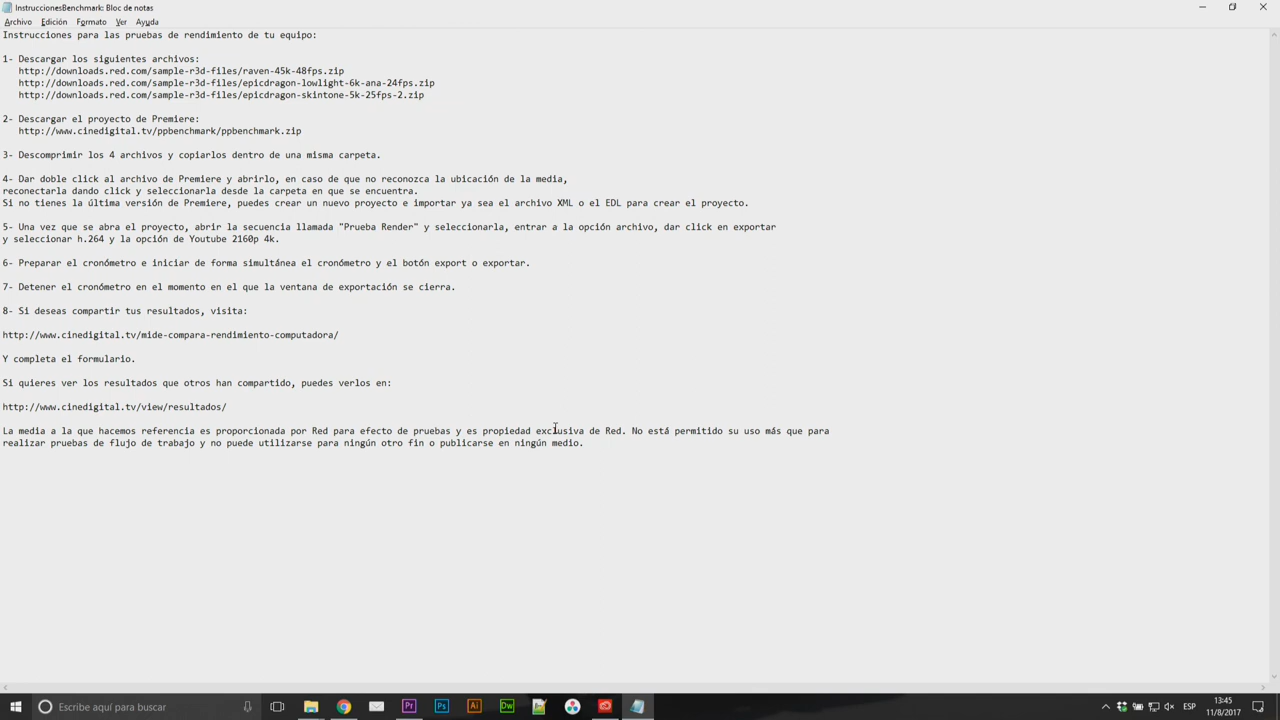 InstruccionesBenchmark: Bloc de notas
Archivo Edición Formato Ver Ayuda
Instrucciones para las pruebas de rendimiento de tu equipo:
1- Descargar los siguientes archivos:
http://downloads.red.com/sample-r3d-files/raven-45k-48fps.zip
http://downloads.red.com/sample-r3d-files/epicdragon-lowlight-6k-ana-24fps.zip
http://downloads.red.com/sample-r3d-files/epicdragon-skintone-5k-25fps-2.zip
2- Descargar el proyecto de Premiere:
http://www.cinedigital.tv/ppbenchmark/ppbenchmark.zip
3- Descomprimir los 4 archivos y copiarlos dentro de una misma carpeta.
4- Dar doble click al archivo de Premiere y abrirlo, en caso de que no reconozca la ubicación de la media,
reconectarla dando click y seleccionarla desde la carpeta en que se encuentra.
Si no tienes la última versión de Premiere, puedes crear un nuevo proyecto e importar ya sea el archivo XML o el EDL para crear el proyecto.
5- Una vez que se abra el proyecto, abrir la secuencia llamada "Prueba Render" y seleccionarla, entrar a la opción archivo, dar click en exportar
y seleccionar h.264 y la opción de Youtube 2160p 4k.
6- Preparar el cronómetro e iniciar de forma simultánea el cronómetro y el botón export o exportar.
7- Detener el cronómetro en el momento en el que la ventana de exportación se cierra.
8- Si deseas compartir tus resultados, visita:
http://www.cinedigital.tv/mide-compara-rendimiento-computadora/
Y completa el formulario.
Si quieres ver los resultados que otros han compartido, puedes verlos en:
http://www.cinedigital.tv/view/resultados/
La media a la que hacemos referencia es proporcionada por Red para efecto de pruebas y es propiedad exclusiva de Red. No está permitido su uso más que para
realizar pruebas de flujo de trabajo y no puede utilizarse para ningún otro fin o publicarse en ningún medio.
Escribe aquí para buscar
Pr Ps Ai Dw
ESP
13:45
11/8/2017